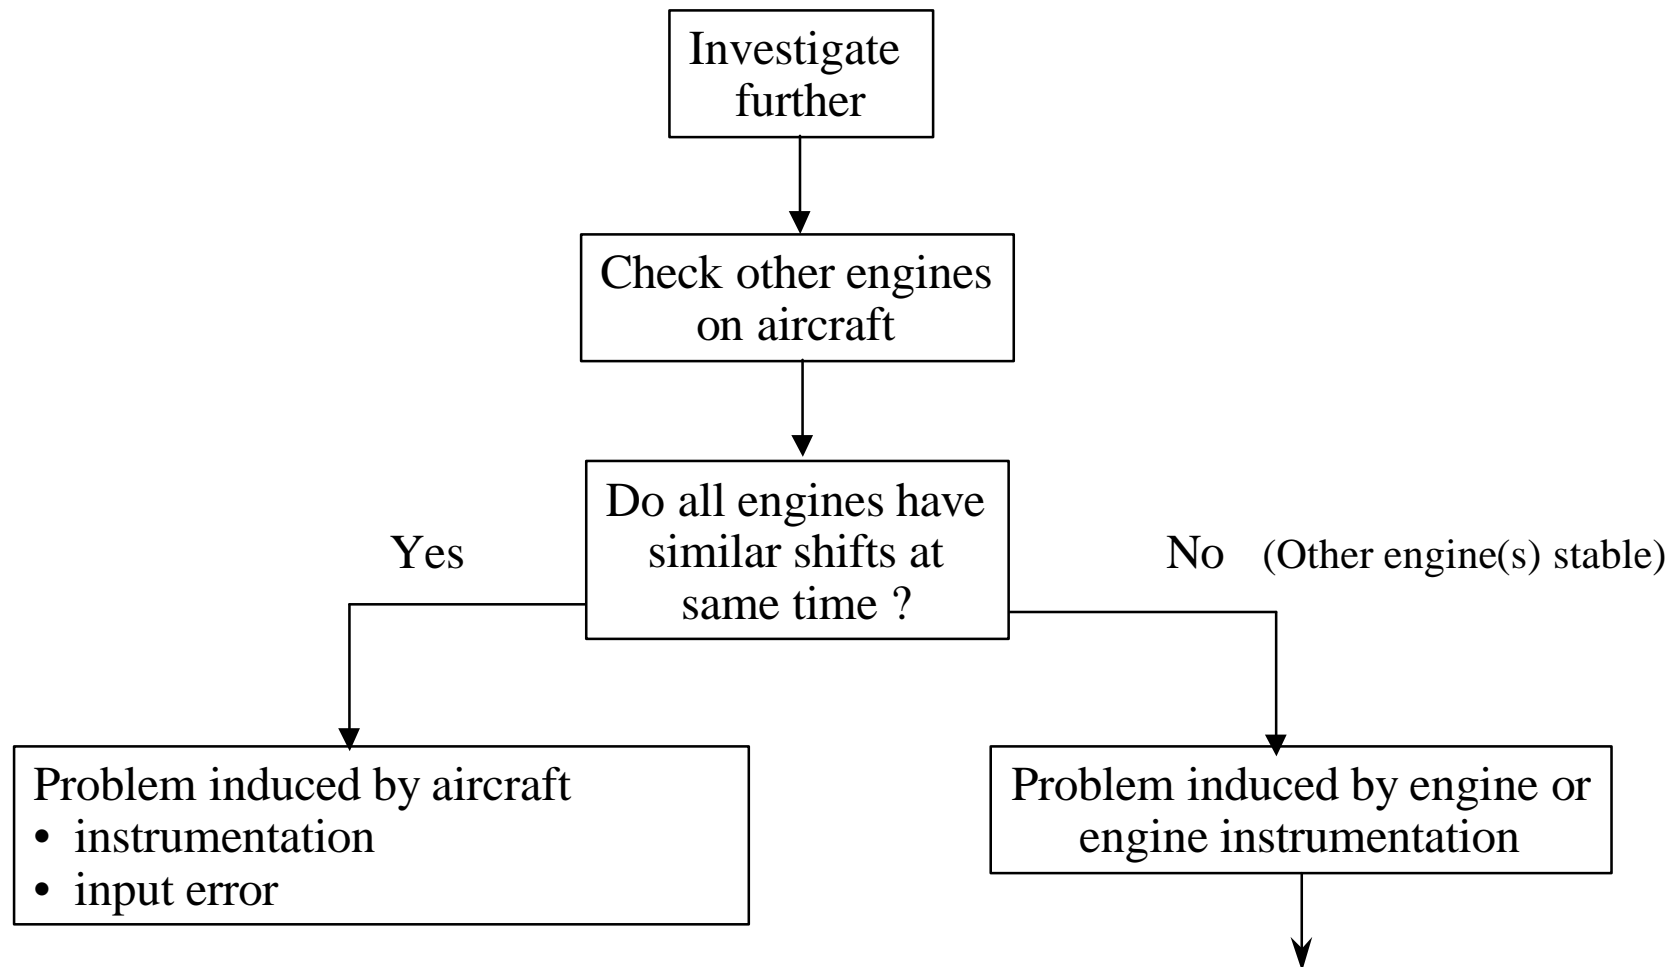 Investigate
further
Check other engines
on aircraft
Do all engines have
similar shifts at
same time ?
Yes
No (Other engine(s) stable)
Problem induced by aircraft
• instrumentation
• input error
Problem induced by engine or
engine instrumentation